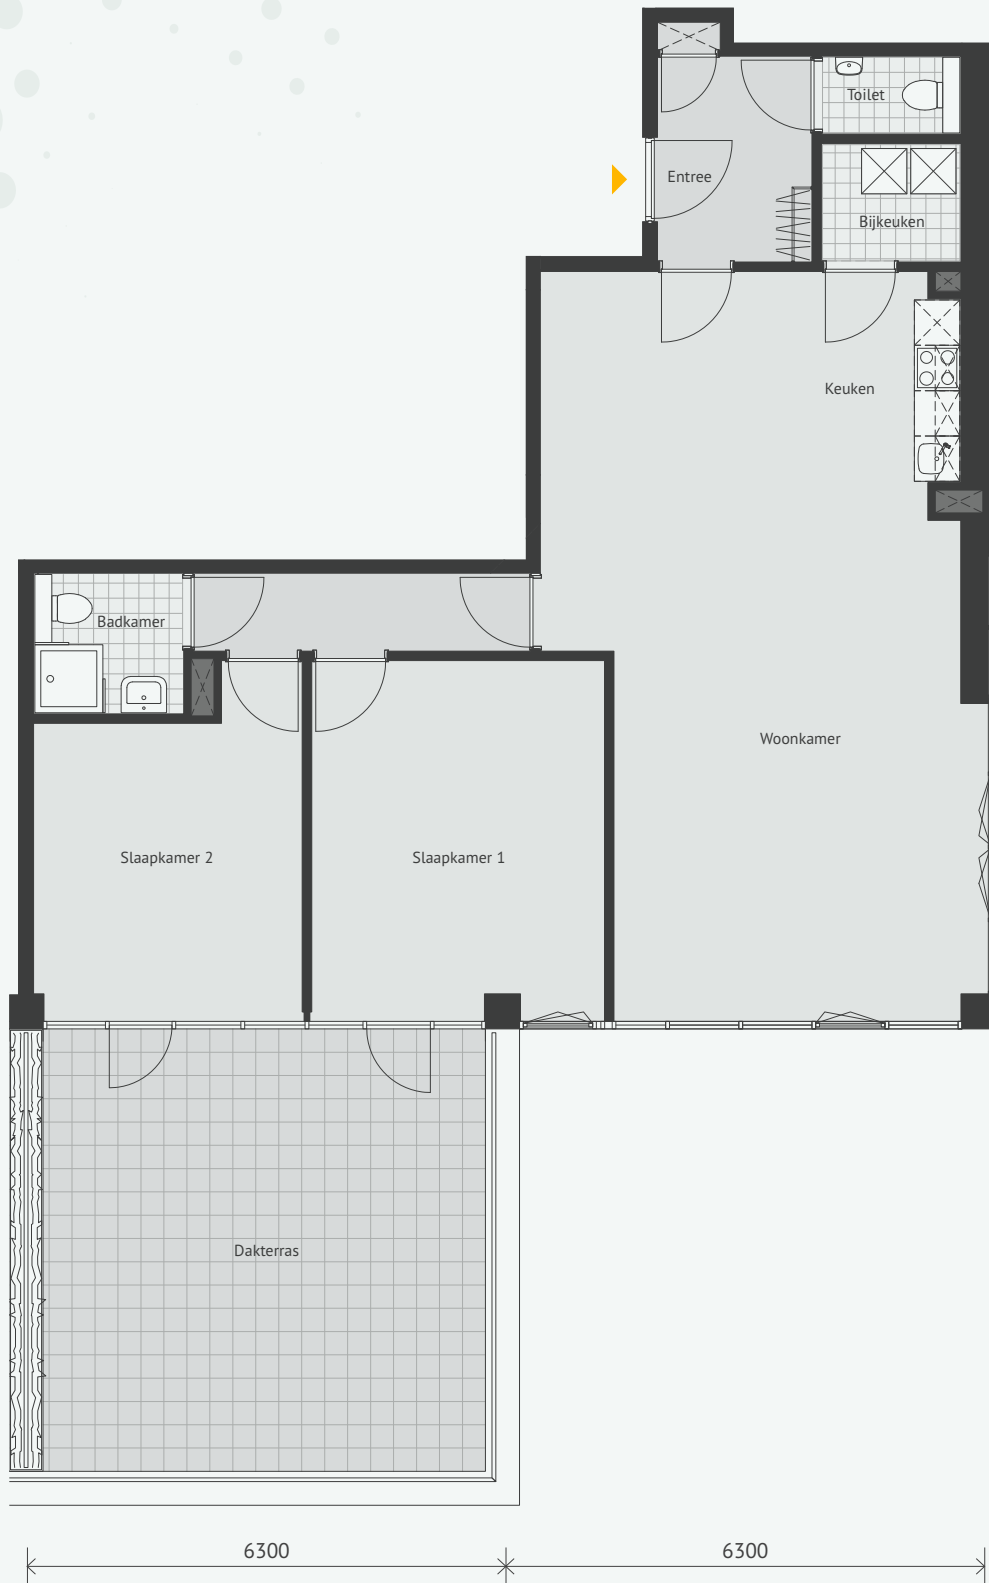 Toilet
Entree
Bijkeuken
Keuken
Badkamer
Woonkamer
Slaapkamer 2
Slaapkamer 1
Dakterras
6300
6300